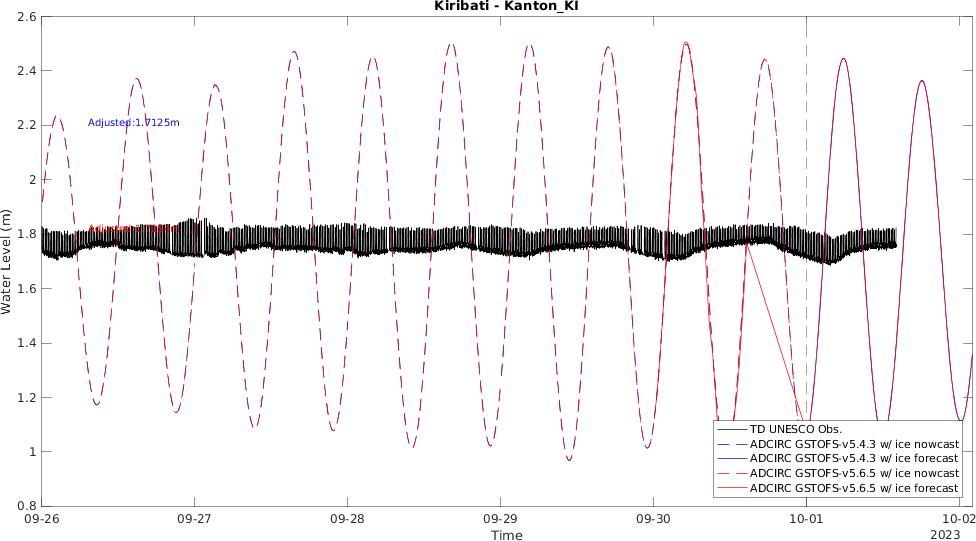 Kiribati - Kanton_KI
2.6
2.4
2.2
2
1.8
1.6
1.4
1.2
1
0.8
Water Level (m)
Adjusted:1.7125m
TD UNESCO Obs.
ADCIRC GSTOFS-v5.4.3 w/ ice nowcast
ADCIRC GSTOFS-v5.4.3 w/ ice forecast
ADCIRC GSTOFS-v5.6.5 w/ ice nowcast
ADCIRC GSTOFS-v5.6.5 w/ ice forecast
09-26
09-27
09-28
09-29
09-30
10-01
10-02
Time
2023